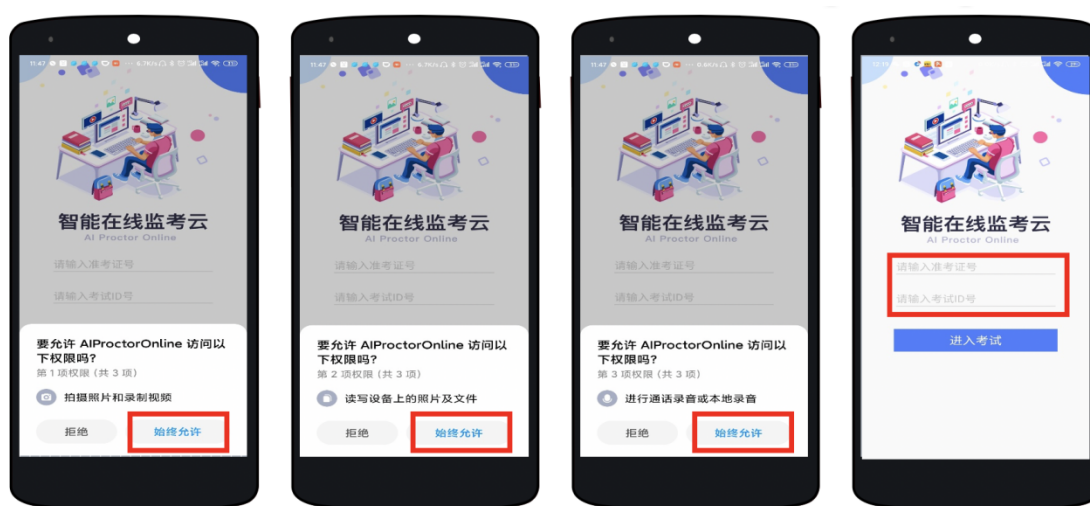 11:47
智能在线监考云
AI Proctor Online
请输入准考证号
请输入考试ID号
要允许 AIProctorOnline 访问以
下权限吗?
第 1 项权限（共 3 项）
拍摄照片和录制视频
拒绝
始终允许
11:47
智能在线监考云
AI Proctor Online
请输入准考证号
请输入考试ID号
要允许 AIProctorOnline 访问以
下权限吗?
第 2 项权限（共 3 项）
读写设备上的照片及文件
拒绝
始终允许
11:47
智能在线监考云
AI Proctor Online
请输入准考证号
请输入考试ID号
要允许 AIProctorOnline 访问以
下权限吗?
第 3 项权限（共 3 项）
进行通话录音或本地录音
拒绝
始终允许
智能在线监考云
AI Proctor Online
请输入准考证号
请输入考试ID号
进入考试